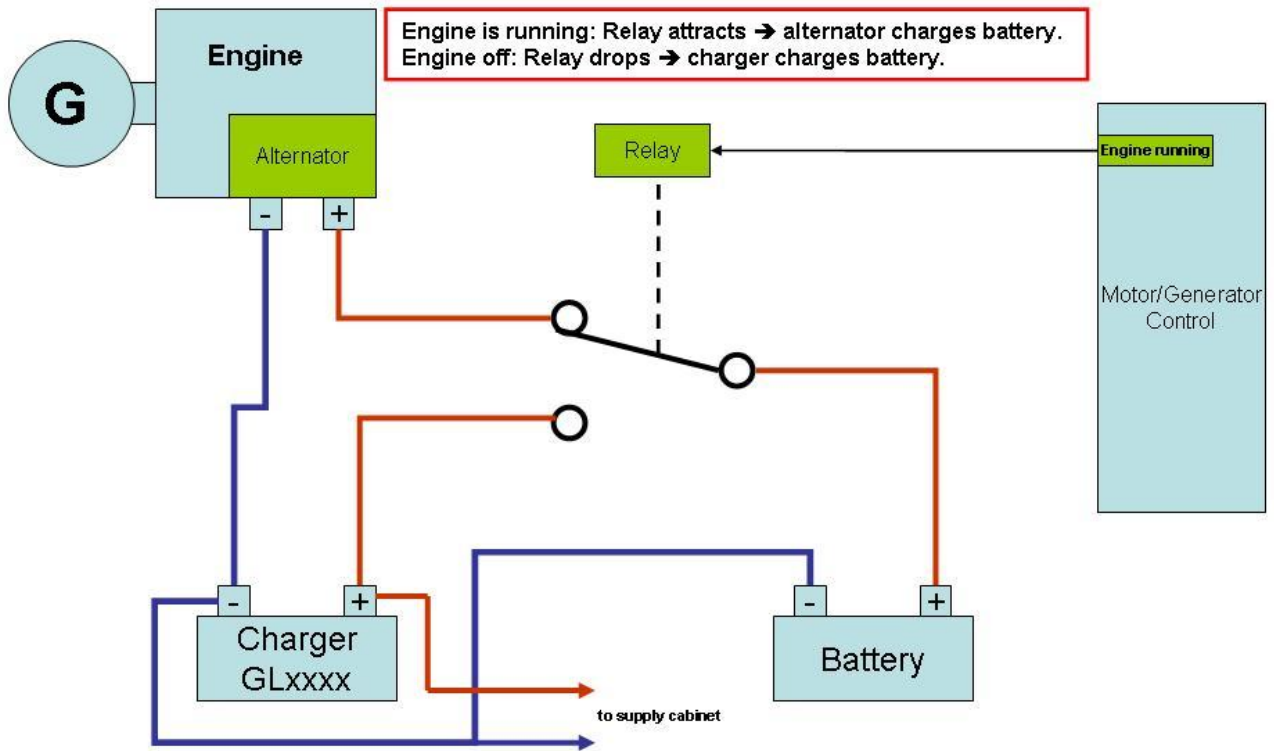 Engine is running: Relay attracts ➔ alternator charges battery.
Engine off: Relay drops ➔ charger charges battery.
Engine
G
Alternator
- +
Relay
Engine running
Motor/Generator
Control
- +
Charger
GLxxxx
- +
Battery
to supply cabinet